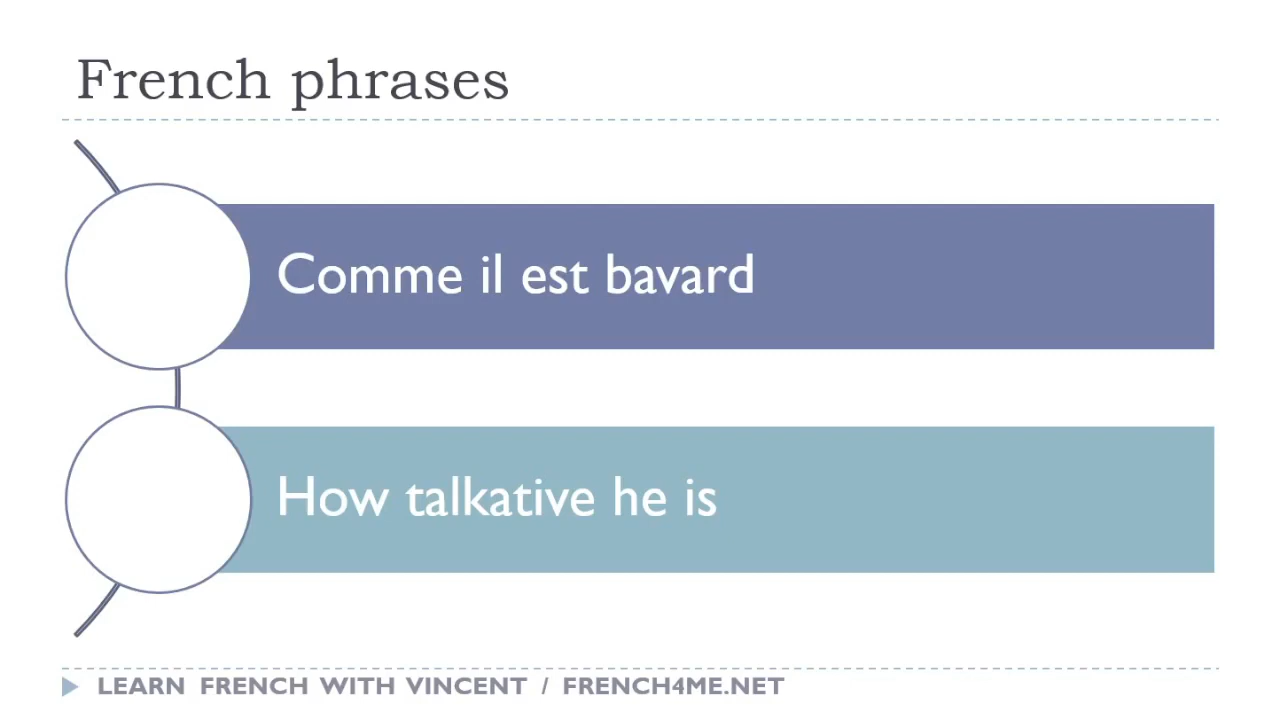 French phrases
Comme il est bavard
How talkative he is
LEARN FRENCH WITH VINCENT / FRENCH4ME.NET